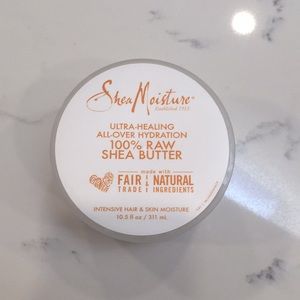 SheaMoisture™
Established 1912
ULTRA-HEALING
ALL-OVER HYDRATION
100% RAW
SHEA BUTTER
made with
FAIR TRADE & NATURAL INGREDIENTS
INTENSIVE HAIR & SKIN MOISTURE
10.5 fl oz / 311 mL